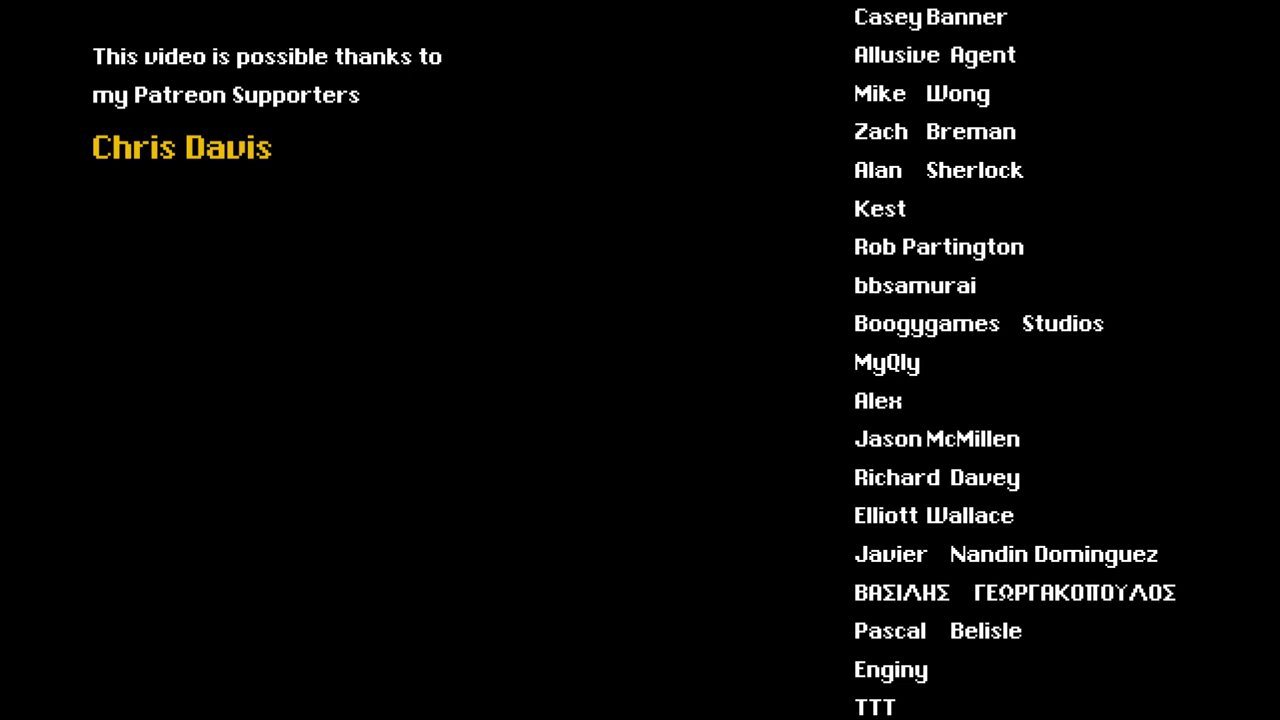 This video is possible thanks to
my Patreon Supporters
Chris Davis
Casey Banner
Allusive Agent
Mike Wong
Zach Breman
Alan Sherlock
Kest
Rob Partington
bbsamurai
Boogygames Studios
MyQly
Alex
Jason McMillen
Richard Davey
Elliott Wallace
Javier Nandin Dominguez
ΒΑΣΙΛΗΣ ΓΕΩΡΓΑΚΟΠΟΥΛΟΣ
Pascal Belisle
Enginy
TTT